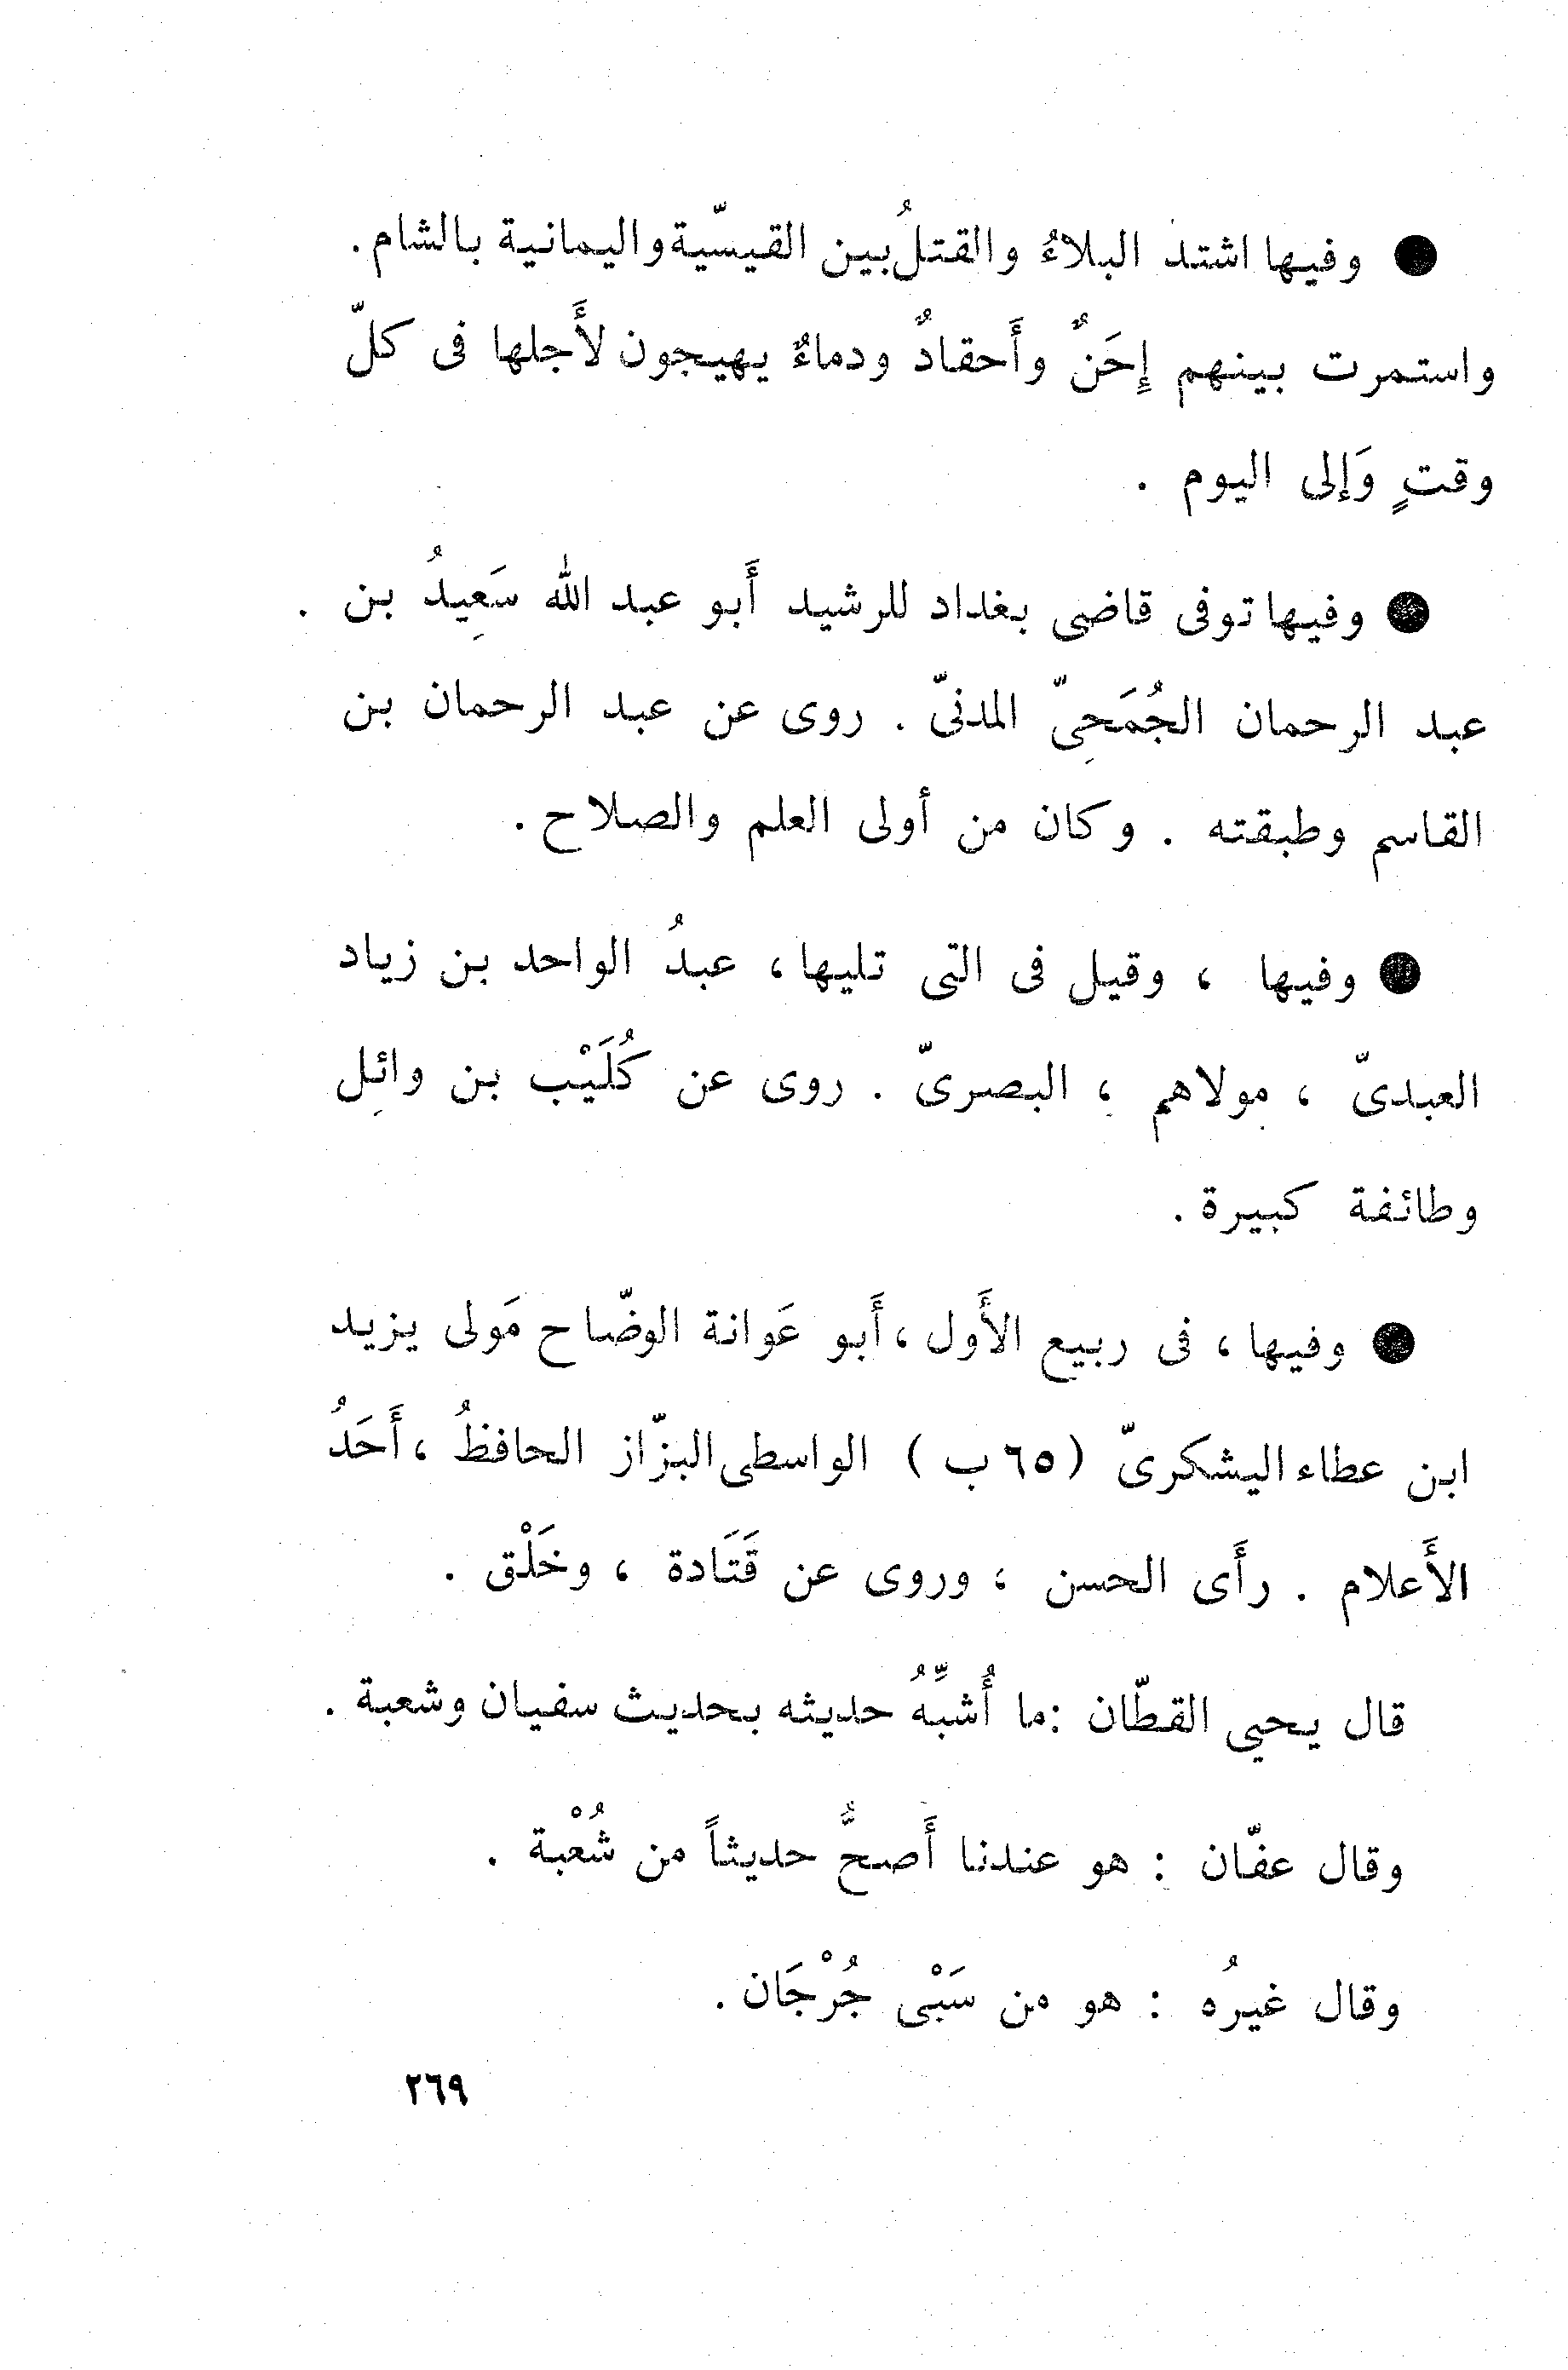 ● وفيها اشتد البلاءُ والقتلُ بين القيسّية واليمانية بالشام.
واستمرت بينهم إِحَنٌ وأَحقادٌ ودماءٌ يهيجون لأَجلها فى كلّ
وقتٍ وَإلى اليوم .
● وفيها توفى قاضى بغداد للرشيد أَبو عبد الله سَعِيدُ بن .
عبد الرحمان الجُمَحِىّ المدنىّ . روى عن عبد الرحمان بن
القاسم وطبقته . وكان من أولى العلم والصلاح .
● وفيها ، وقيل فى التى تليها ، عبدُ الواحد بن زياد
العبدىّ ، مولاهم ، البصرىّ . روى عن كُلَيْب بن وائِل
وطائفة كبيرة .
● وفيها ، فى ربيع الأَول ، أَبو عَوانة الوضّاح مَولى يزيد
ابن عطاء اليشكرىّ ( ٦٥ ب ) الواسطى البزّاز الحافظُ ، أَحَدُ
الأَعلام . رأَى الحسن ، وروى عن قَتَادة ، وخَلْق .
قال يحيى القطّان : ما أُشبِّهُ حديثه بحديث سفيان وشعبة .
وقال عفّان : هو عندنا أَصحُّ حديثاً من شُعْبة .
وقال غيرُه : هو من سَبْى جُرْجَان .
٢٦٩